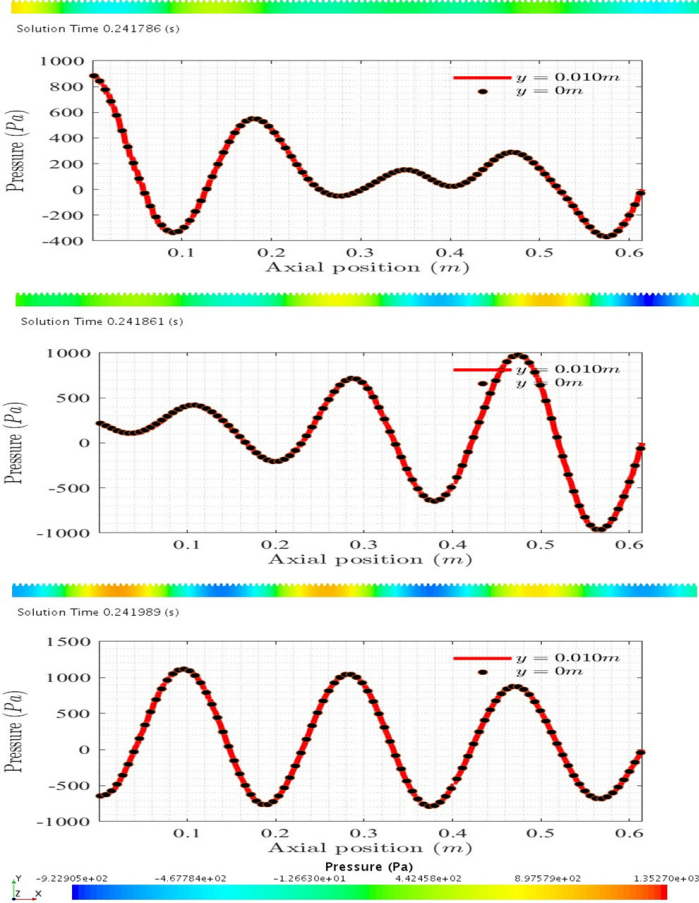 Solution Time 0.241786 (s)
1000
800
600
400
200
0
-200
-400
Pressure (Pa)
y = 0.010m
y = 0m
0.1 0.2 0.3 0.4 0.5 0.6
Axial position (m)
Solution Time 0.241861 (s)
1000
500
0
-500
-1000
Pressure (Pa)
y = 0.010m
y = 0m
0.1 0.2 0.3 0.4 0.5 0.6
Axial position (m)
Solution Time 0.241989 (s)
1500
1000
500
0
-500
-1000
Pressure (Pa)
y = 0.010m
y = 0m
0.1 0.2 0.3 0.4 0.5 0.6
Axial position (m)
Pressure (Pa)
Y
Z X
-9.22905e+02 -4.67784e+02 -1.26630e+01 4.42458e+02 8.97579e+02 1.35270e+03